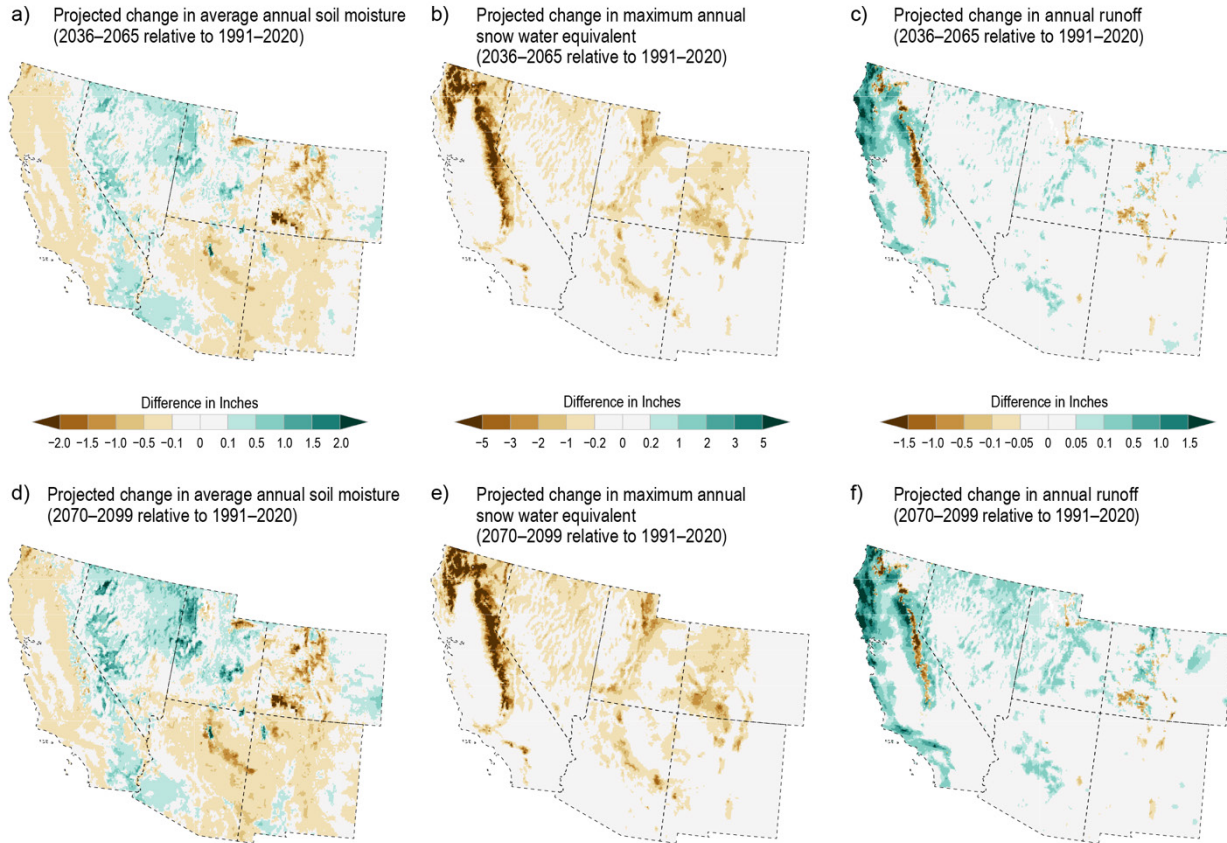 a) Projected change in average annual soil moisture
(2036–2065 relative to 1991–2020)
b) Projected change in maximum annual
snow water equivalent
(2036–2065 relative to 1991–2020)
c) Projected change in annual runoff
(2036–2065 relative to 1991–2020)
Difference in Inches
−2.0 −1.5 −1.0 −0.5 −0.1 0 0.1 0.5 1.0 1.5 2.0
Difference in Inches
−5 −3 −2 −1 −0.2 0 0.2 1 2 3 5
Difference in Inches
−1.5 −1.0 −0.5 −0.1 −0.05 0 0.05 0.1 0.5 1.0 1.5
d) Projected change in average annual soil moisture
(2070–2099 relative to 1991–2020)
e) Projected change in maximum annual
snow water equivalent
(2070–2099 relative to 1991–2020)
f) Projected change in annual runoff
(2070–2099 relative to 1991–2020)